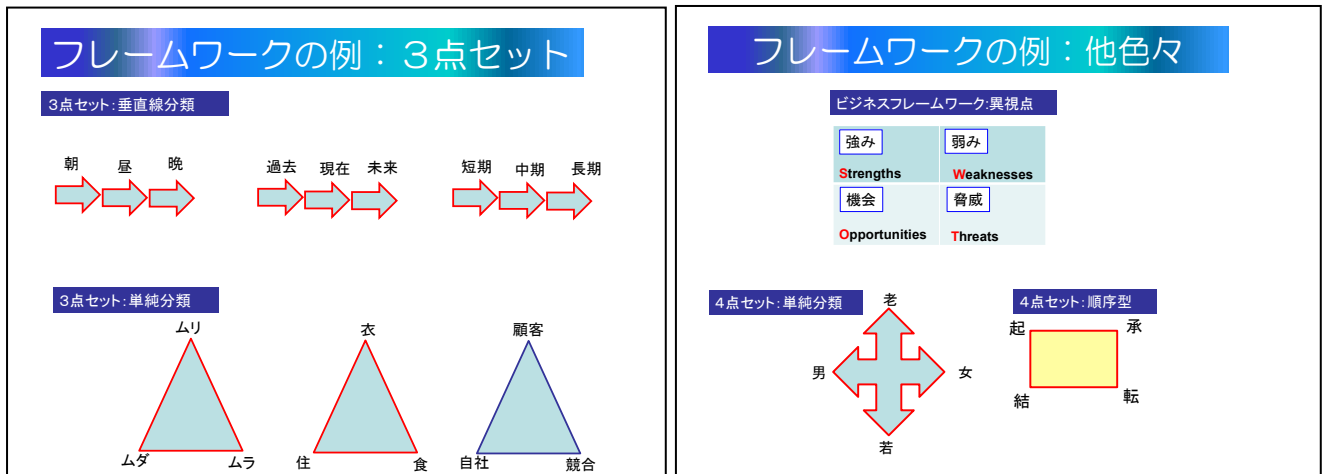 フレームワークの例：３点セット
３点セット：垂直線分類
朝 昼 晩 過去 現在 未来 短期 中期 長期
３点セット：単純分類
ムリ 衣 顧客
ムダ ムラ 住 食 自社 競合
フレームワークの例：他色々
ビジネスフレームワーク:異視点
強み 弱み
Strengths Weaknesses
機会 脅威
Opportunities Threats
４点セット：単純分類
老
男 女
若
４点セット：順序型
起 承
結 転